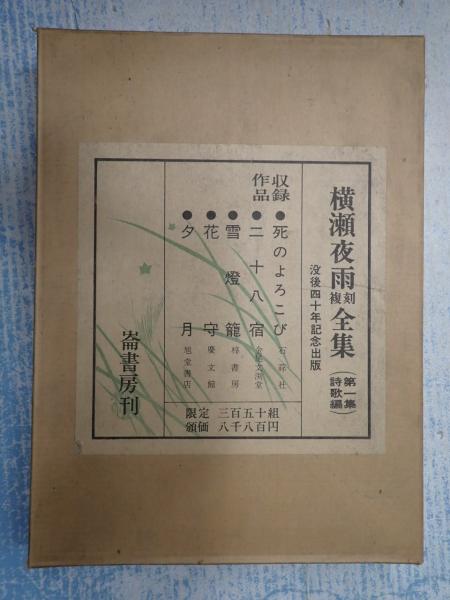 横瀬夜雨複刻全集（第一集 詩歌編）
没後四十年記念出版
収録作品
●死のよろこび
●二十八宿 金尾文淵堂
●雪燈籠 梓書房
●花守
●夕月 旭堂書店
限定 三百五十組
頒価 八千八百円
崙書房刊